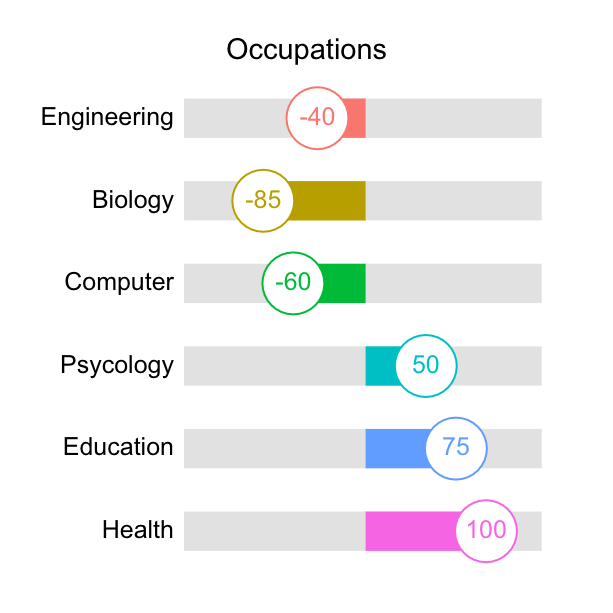 Occupations
Engineering -40
Biology -85
Computer -60
Psycology 50
Education 75
Health 100